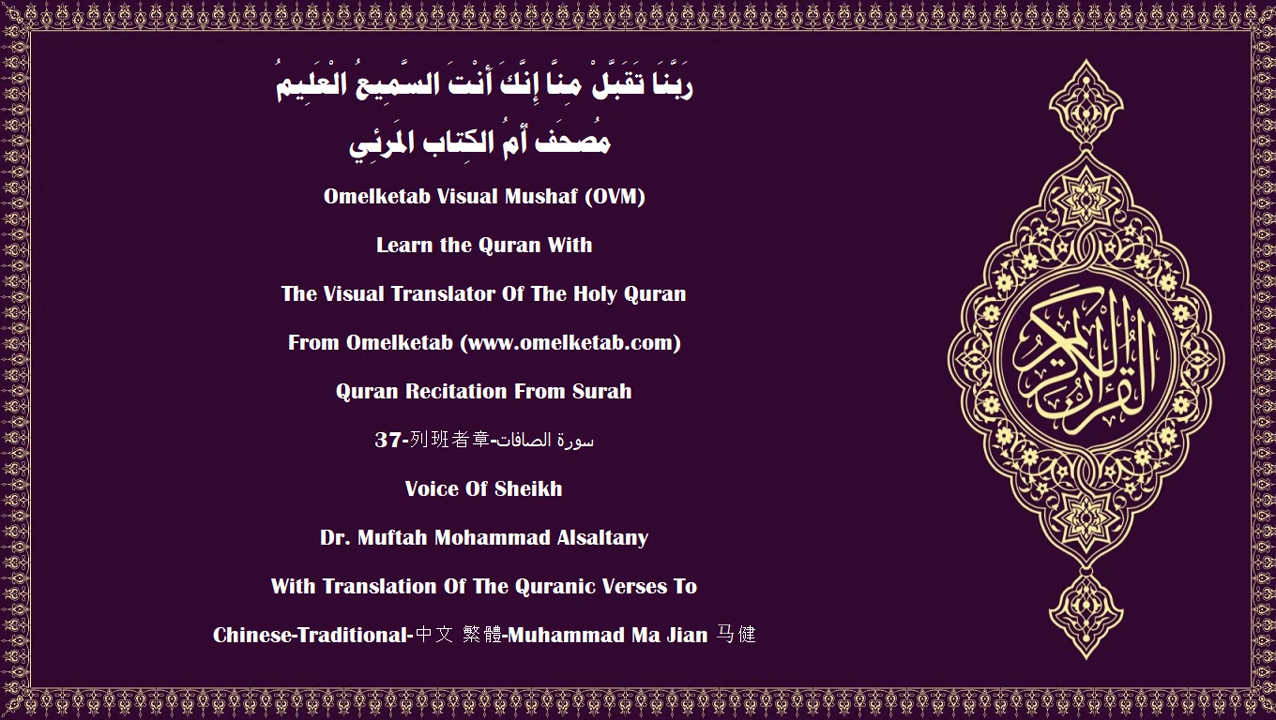 رَبَّنَا تَقَبَّلْ مِنَّا إِنَّكَ أَنْتَ السَّمِيعُ الْعَلِيمُ
مُصحَف أمُ الكِتاب المَرئِي
Omelketab Visual Mushaf (OVM)
Learn the Quran With
The Visual Translator Of The Holy Quran
From Omelketab (www.omelketab.com)
Quran Recitation From Surah
37-列班者章-سورة الصافات
Voice Of Sheikh
Dr. Muftah Mohammad Alsaltany
With Translation Of The Quranic Verses To
Chinese-Traditional-中文 繁體-Muhammad Ma Jian 马健
القرآن الكريم